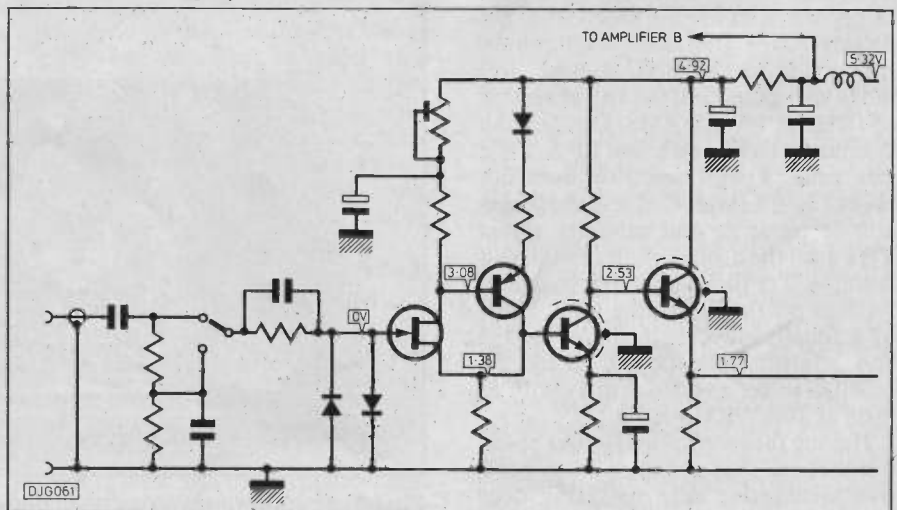 TO AMPLIFIER B
5·32V
4·92
3·08
2·53
0V
1·38
1·77
DJG061